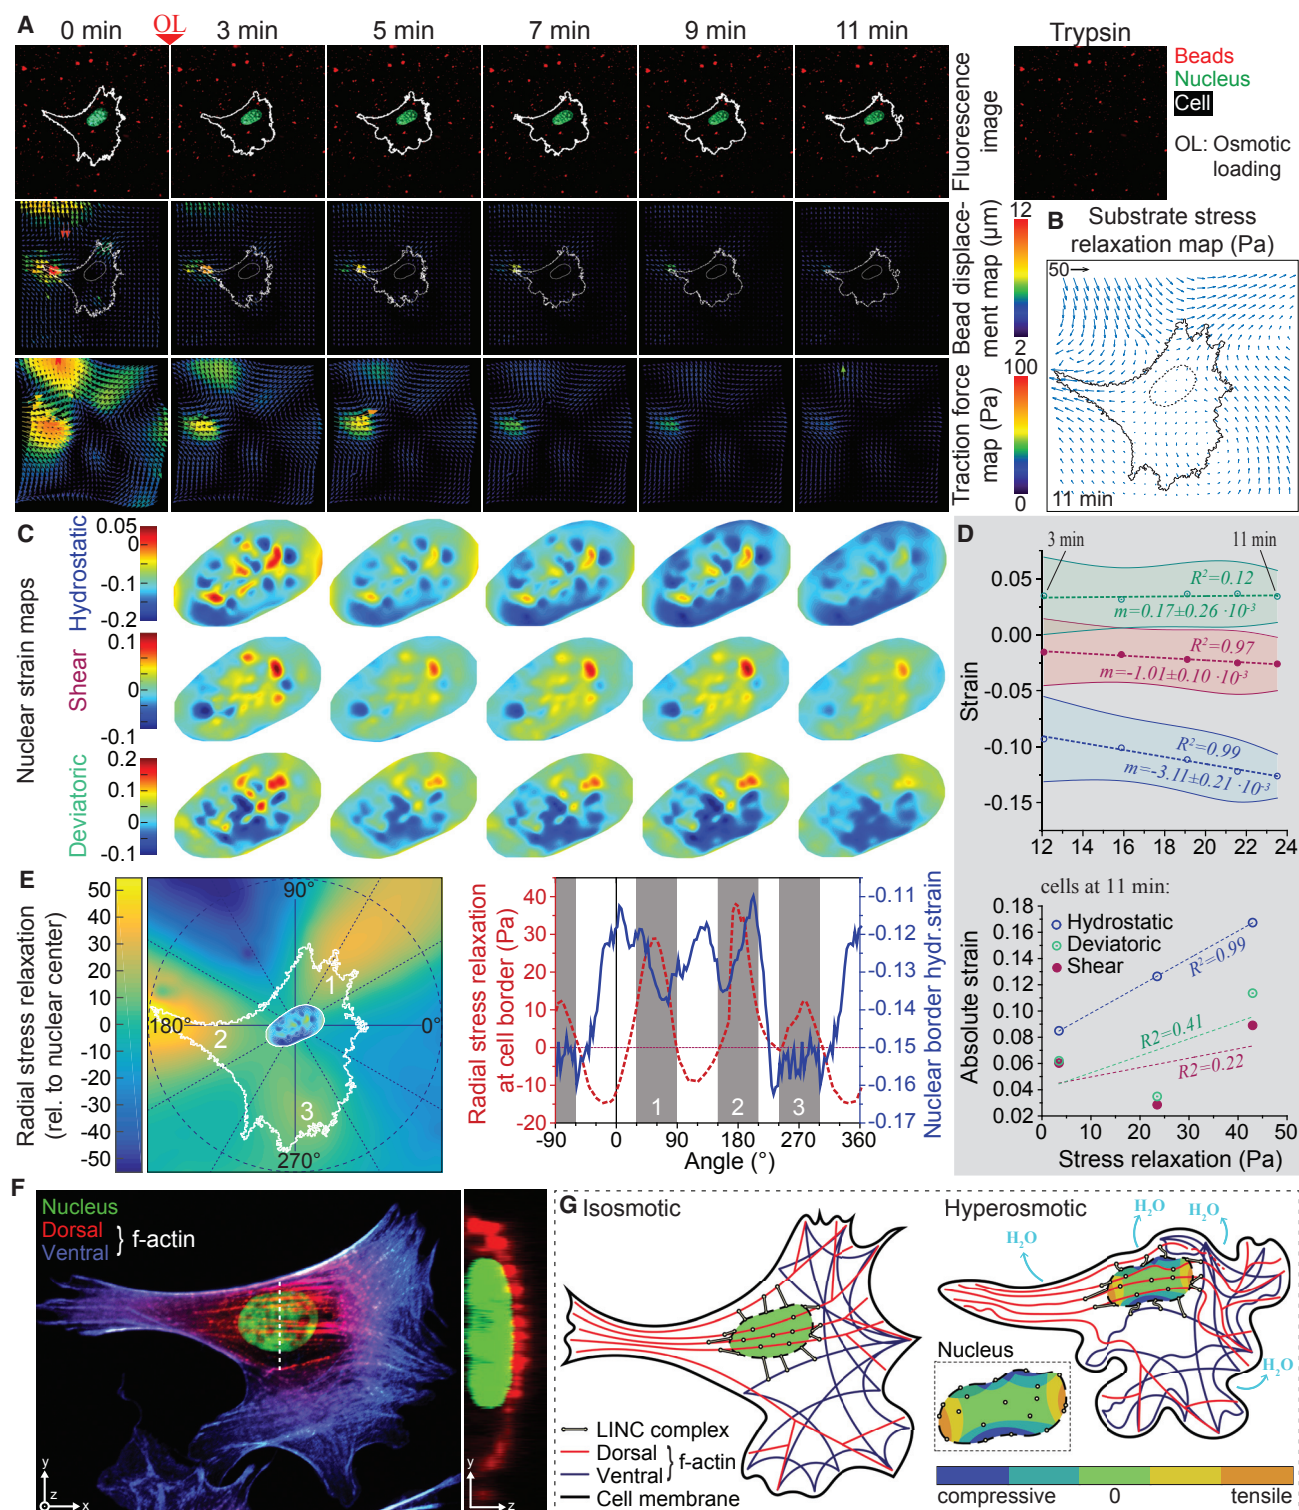 A
0 min
OL
3 min
5 min
7 min
9 min
11 min
Trypsin
Fluorescence
image
Beads
Nucleus
Cell
OL: Osmotic
loading
Bead displace-
ment map (µm)
12
2
Traction force
map (Pa)
100
0
B
Substrate stress
relaxation map (Pa)
50
11 min
C
Nuclear strain maps
Hydrostatic
0.05
0
-0.1
-0.2
Shear
0.1
0
-0.1
Deviatoric
0.2
0.1
0
-0.1
D
3 min
11 min
Strain
0.05
0.00
-0.05
-0.10
-0.15
R²=0.12
m=0.17±0.26 ·10⁻³
R²=0.97
m=-1.01±0.10 ·10⁻³
R²=0.99
m=-3.11±0.21 ·10⁻³
12 14 16 18 20 22 24
cells at 11 min:
Absolute strain
0.18
0.16
0.14
0.12
0.10
0.08
0.06
0.04
0.02
Hydrostatic
Deviatoric
Shear
R²=0.99
R2=0.41
R2=0.22
0 10 20 30 40 50
Stress relaxation (Pa)
E
Radial stress relaxation
(rel. to nuclear center)
50
40
30
20
10
0
-10
-20
-30
-40
-50
90°
180°
0°
270°
1
2
3
Radial stress relaxation
at cell border (Pa)
40
30
20
10
0
-10
-20
1
2
3
-90 0 90 180 270 360
Angle (°)
-0.11
-0.12
-0.13
-0.14
-0.15
-0.16
-0.17
Nuclear border hydr.strain
F
Nucleus
Dorsal
Ventral
} f-actin
y
z
x
y
z
G
Isosmotic
Hyperosmotic
H₂O
H₂O
H₂O
H₂O
Nucleus
LINC complex
Dorsal
Ventral
} f-actin
Cell membrane
compressive 0 tensile